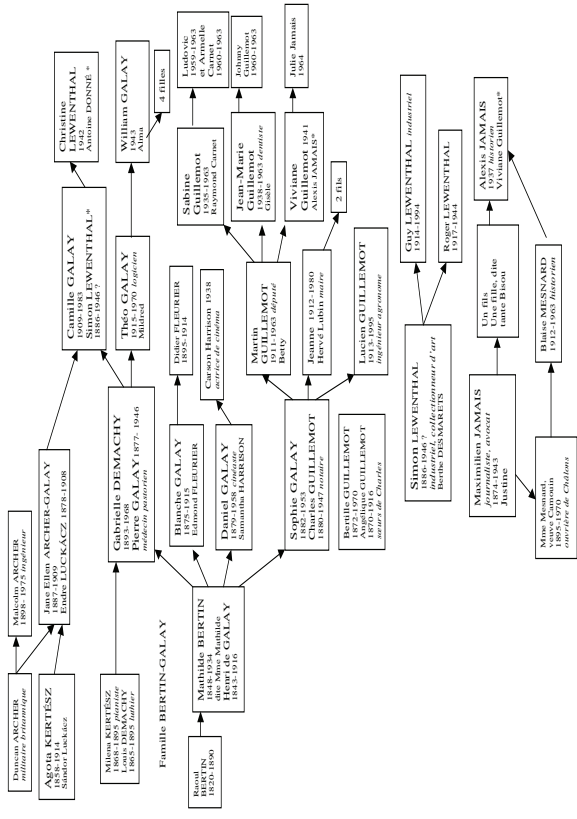 Duncan ARCHER
militaire britannique
Malcolm ARCHER
1898- 1975 ingénieur
Agota KERTÉSZ
1858-1914
Sándor Luckácz
Jane Ellen ARCHER-GALAY
1887-1909
Endre LUCKÁCZ 1878-1908
Camille GALAY
1909-1983
Simon LEWENTHAL*
1886-1946 ?
Christine
LEWENTHAL
1942
Antoine DONNÉ *
Milena KERTÉSZ
1868-1895 pianiste
Louis DEMACHY
1865-1895 luthier
Gabrielle DEMACHY
1893-1968
Pierre GALAY 1877- 1946
médecin pastorien
Théo GALAY
1915-1970 logicien
Mildred
William GALAY
1943
Alma
4 filles
Famille BERTIN-GALAY
Raoul
BERTIN
1820-1890
Mathilde BERTIN
1848-1934
dite Mme Mathilde
Henri de GALAY
1843-1916
Blanche GALAY
1875-1915
Edmond FLEURIER
Didier FLEURIER
1895-1914
Daniel GALAY
1879-1958 cinéaste
Samantha HARRISON
Carson Harrison 1938
actrice de cinéma
Sophie GALAY
1882-1953
Charles GUILLEMOT
1880-1947 notaire
Martin
GUILLEMOT
1911-1963 député
Betty
Sabine
Guillemot
1935-1963
Raymond Carnet
Ludovic
1959-1963
et Armelle
Carnet
1960-1963
Jean-Marie
Guillemot
1938-1963 dentiste
Gisèle
Johnny
Guillemot
1960-1963
Viviane
Guillemot 1941
Alexis JAMAIS*
Julie Jamais
1964
Jeanne 1912-1980
Hervé Lubin maire
2 fils
Lucien GUILLEMOT
1913-1995
ingénieur agronome
Bertille GUILLEMOT
1872-1970
Angélique GUILLEMOT
1870-1916
sœurs de Charles
Simon LEWENTHAL
1886-1946 ?
industriel, collectionneur d'art
Berthe DESMARETS
Guy LEWENTHAL industriel
1914-1994
Roger LEWENTHAL
1917-1944
Maximilien JAMAIS
journaliste, avocat
1874-1943
Justine
Un fils
Une fille, dite
tante Bisou
Alexis JAMAIS
1937 historien
Viviane Guillemot*
Mme Mesnard,
veuve Camouin
1895-1970
ouvrière de Châlons
Blaise MESNARD
1912-1963 historien